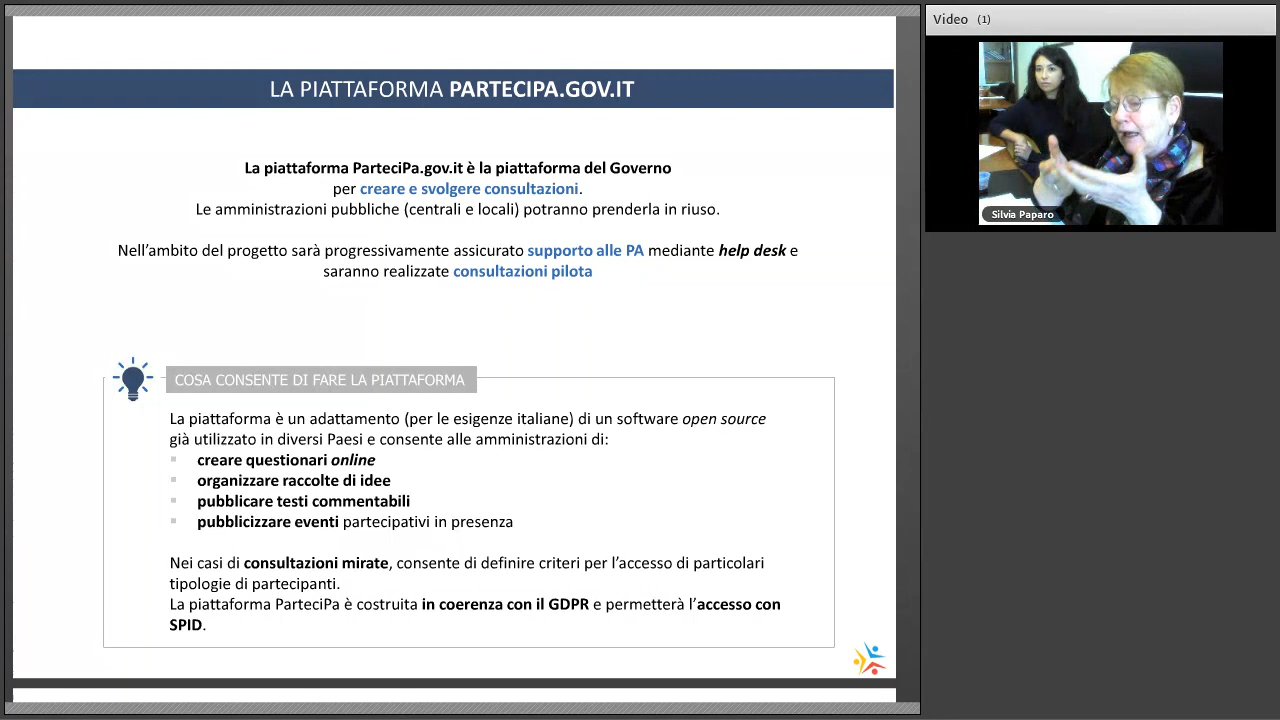 LA PIATTAFORMA PARTECIPA.GOV.IT
La piattaforma ParteciPa.gov.it è la piattaforma del Governo
per creare e svolgere consultazioni.
Le amministrazioni pubbliche (centrali e locali) potranno prenderla in riuso.
Nell’ambito del progetto sarà progressivamente assicurato supporto alle PA mediante help desk e
saranno realizzate consultazioni pilota
COSA CONSENTE DI FARE LA PIATTAFORMA
La piattaforma è un adattamento (per le esigenze italiane) di un software open source
già utilizzato in diversi Paesi e consente alle amministrazioni di:
creare questionari online
organizzare raccolte di idee
pubblicare testi commentabili
pubblicizzare eventi partecipativi in presenza
Nei casi di consultazioni mirate, consente di definire criteri per l’accesso di particolari
tipologie di partecipanti.
La piattaforma ParteciPa è costruita in coerenza con il GDPR e permetterà l’accesso con
SPID.
Video (1)
Silvia Paparo